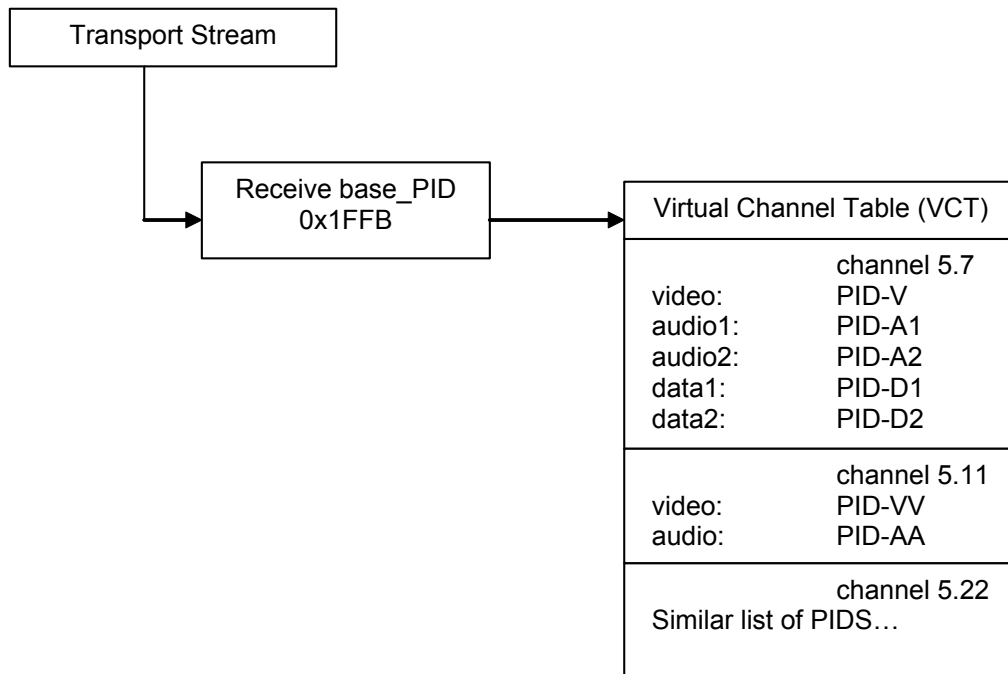 Transport Stream
Receive base_PID
0x1FFB
Virtual Channel Table (VCT)
channel 5.7
video: PID-V
audio1: PID-A1
audio2: PID-A2
data1: PID-D1
data2: PID-D2
channel 5.11
video: PID-VV
audio: PID-AA
channel 5.22
Similar list of PIDS…